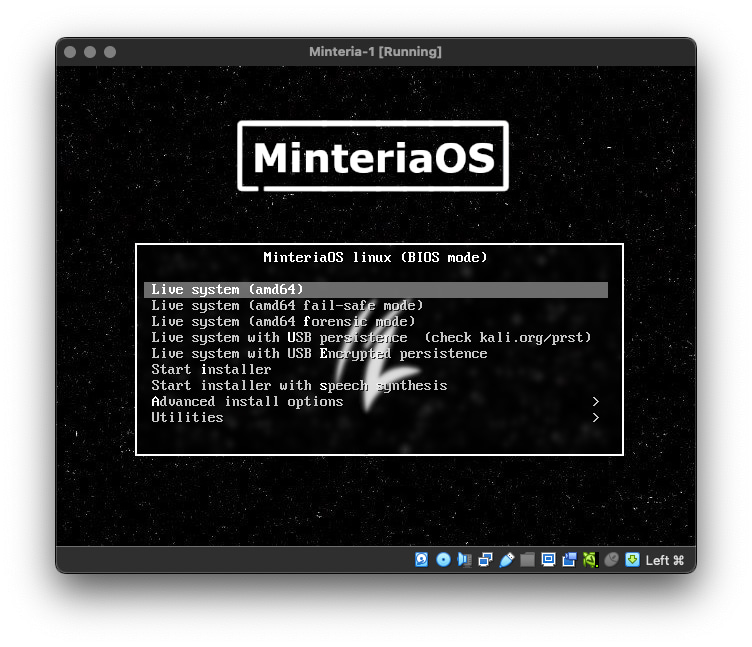 Minteria-1 [Running]
MinteriaOS
MinteriaOS linux (BIOS mode)
Live system (amd64)
Live system (amd64 fail-safe mode)
Live system (amd64 forensic mode)
Live system with USB persistence  (check kali.org/prst)
Live system with USB Encrypted persistence
Start installer
Start installer with speech synthesis
Advanced install options >
Utilities >
Left ⌘